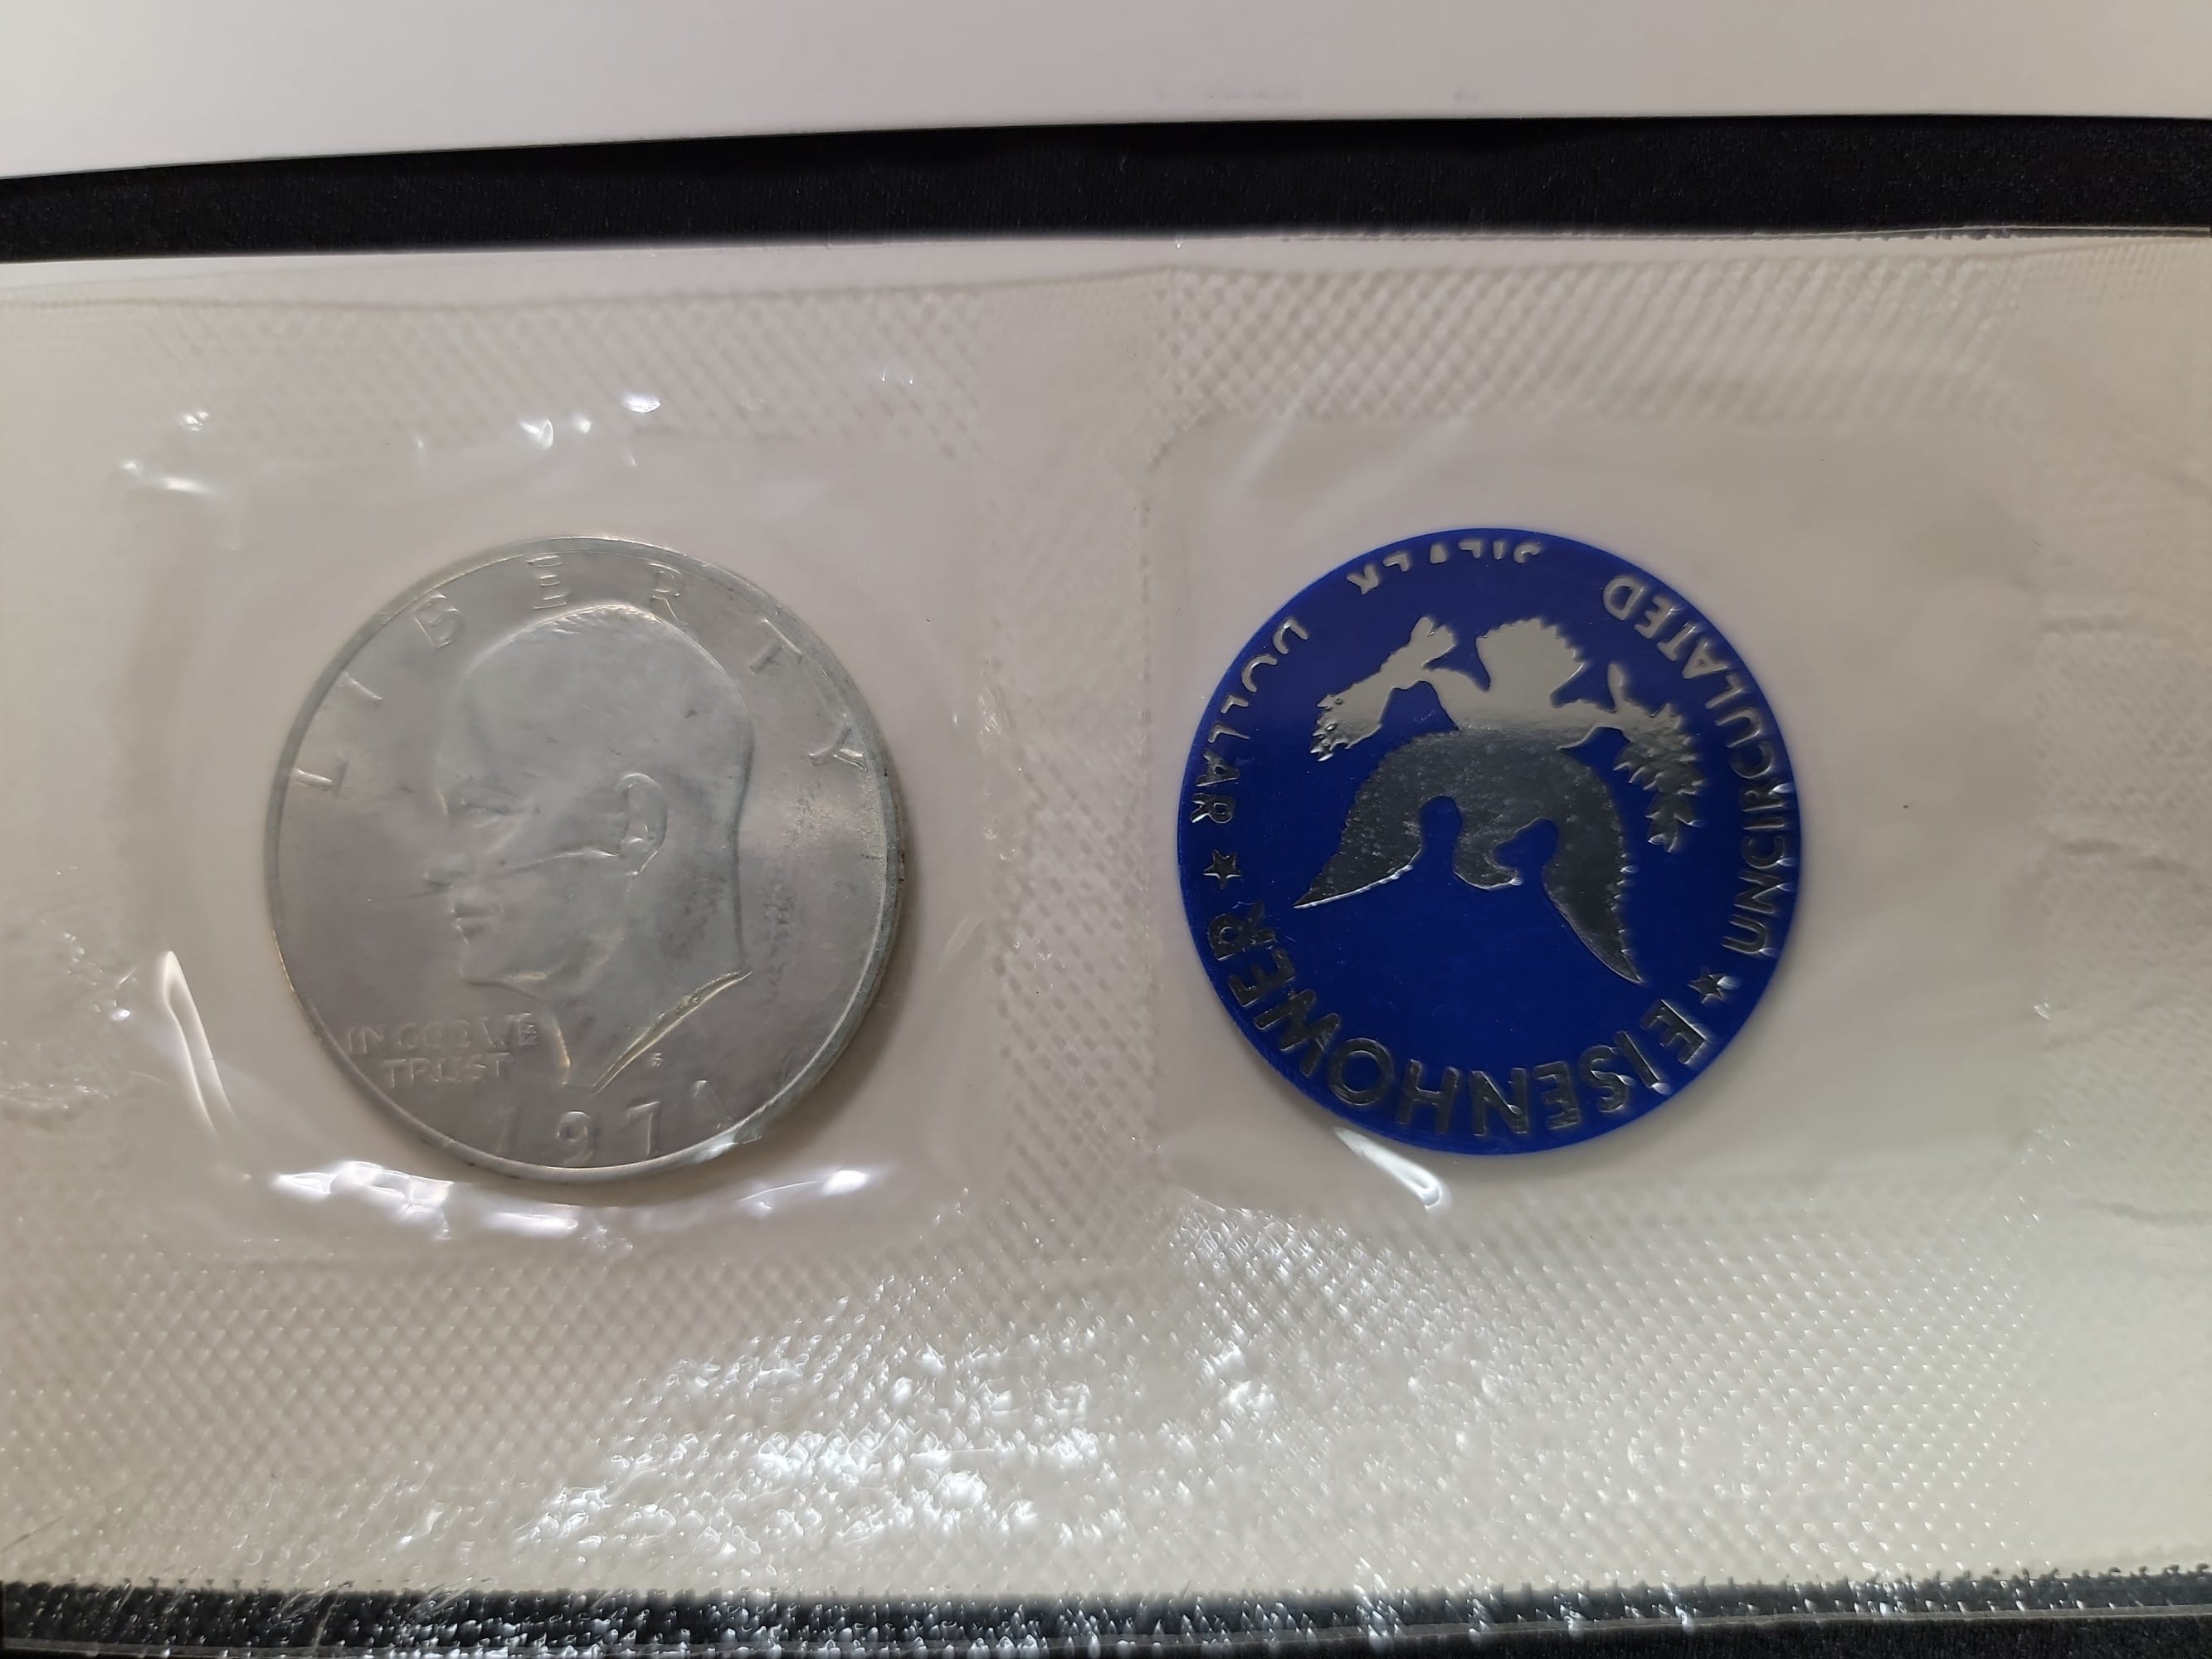 LIBERTY
IN GOD WE
TRUST
S
1971
EISENHOWER
UNCIRCULATED
SILVER DOLLAR